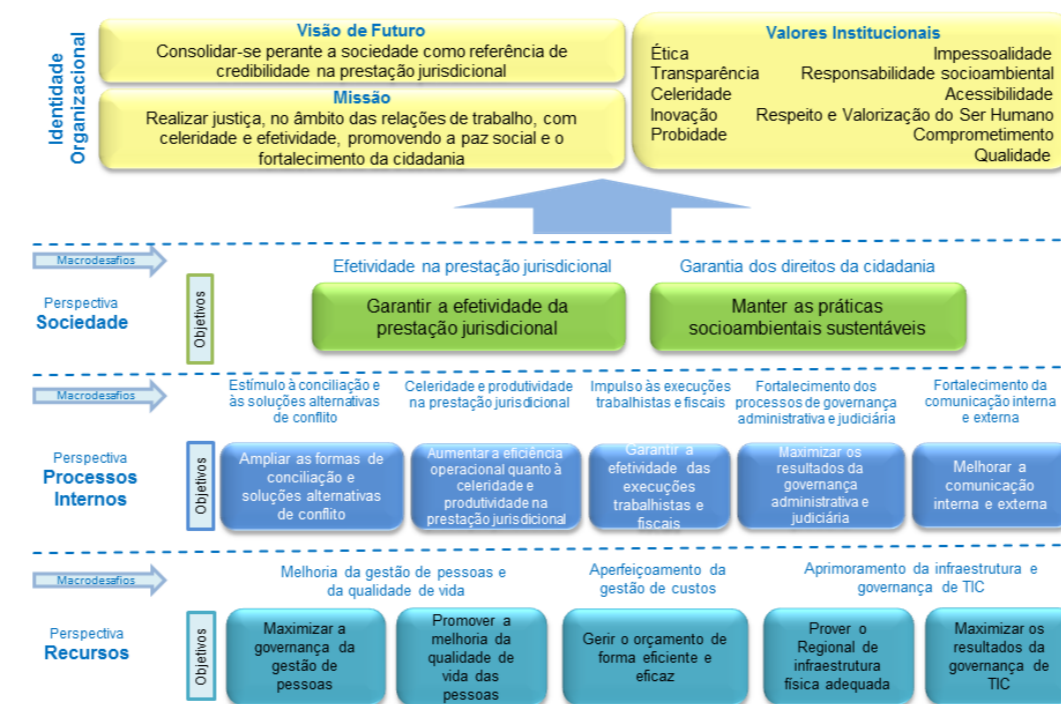 Identidade
Organizacional
Visão de Futuro
Consolidar-se perante a sociedade como referência de
credibilidade na prestação jurisdicional
Missão
Realizar justiça, no âmbito das relações de trabalho, com
celeridade e efetividade, promovendo a paz social e o
fortalecimento da cidadania
Valores Institucionais
Ética Impessoalidade
Transparência Responsabilidade socioambiental
Celeridade Acessibilidade
Inovação Respeito e Valorização do Ser Humano
Probidade Comprometimento
Qualidade
Macrodesafios
Efetividade na prestação jurisdicional
Garantia dos direitos da cidadania
Perspectiva
Sociedade
Objetivos
Garantir a efetividade da
prestação jurisdicional
Manter as práticas
socioambientais sustentáveis
Macrodesafios
Estímulo à conciliação e
às soluções alternativas
de conflito
Celeridade e produtividade
na prestação jurisdicional
Impulso às execuções
trabalhistas e fiscais
Fortalecimento dos
processos de governança
administrativa e judiciária
Fortalecimento da
comunicação interna
e externa
Perspectiva
Processos
Internos
Objetivos
Ampliar as formas de
conciliação e
soluções alternativas
de conflito
Aumentar a eficiência
operacional quanto à
celeridade e
produtividade na
prestação jurisdicional
Garantir a
efetividade das
execuções
trabalhistas e
fiscais
Maximizar os
resultados da
governança
administrativa e
judiciária
Melhorar a
comunicação
interna e externa
Macrodesafios
Melhoria da gestão de pessoas e
da qualidade de vida
Aperfeiçoamento da
gestão de custos
Aprimoramento da infraestrutura e
governança de TIC
Perspectiva
Recursos
Objetivos
Maximizar a
governança da
gestão de
pessoas
Promover a
melhoria da
qualidade de
vida das
pessoas
Gerir o orçamento de
forma eficiente e
eficaz
Prover o
Regional de
infraestrutura
física adequada
Maximizar os
resultados da
governança de
TIC